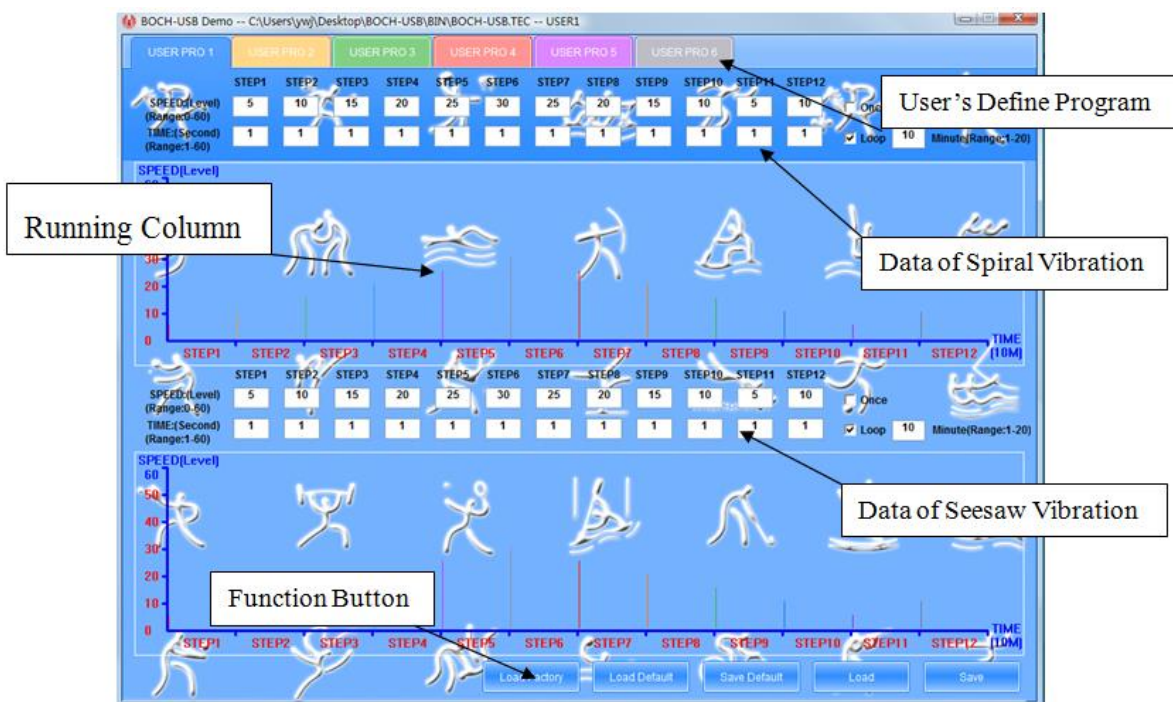 BOCH-USB Demo -- C:\Users\ywj\Desktop\BOCH-USB\BIN\BOCH-USB.TEC -- USER1
USER PRO 1 USER PRO 2 USER PRO 3 USER PRO 4 USER PRO 5 USER PRO 6
STEP1 STEP2 STEP3 STEP4 STEP5 STEP6 STEP7 STEP8 STEP9 STEP10 STEP11 STEP12
SPEED:(Level) 5 10 15 20 25 30 25 20 15 10 5 10 Once
(Range:0-60)
TIME:(Second) 1 1 1 1 1 1 1 1 1 1 1 1 Loop 10 Minute(Range:1-20)
(Range:1-60)
User's Define Program
SPEED(Level)
Running Column
Data of Spiral Vibration
30
20
10
0
STEP1 STEP2 STEP3 STEP4 STEP5 STEP6 STEP7 STEP8 STEP9 STEP10 STEP11 STEP12 TIME
(10M)
STEP1 STEP2 STEP3 STEP4 STEP5 STEP6 STEP7 STEP8 STEP9 STEP10 STEP11 STEP12
SPEED:(Level) 5 10 15 20 25 30 25 20 15 10 5 10 Once
(Range:0-60)
TIME:(Second) 1 1 1 1 1 1 1 1 1 1 1 1 Loop 10 Minute(Range:1-20)
(Range:1-60)
SPEED(Level)
60
50
40
30
20
10
0
Data of Seesaw Vibration
Function Button
STEP1 STEP2 STEP3 STEP4 STEP5 STEP6 STEP7 STEP8 STEP9 STEP10 STEP11 STEP12 TIME
(10M)
Load Factory Load Default Save Default Load Save